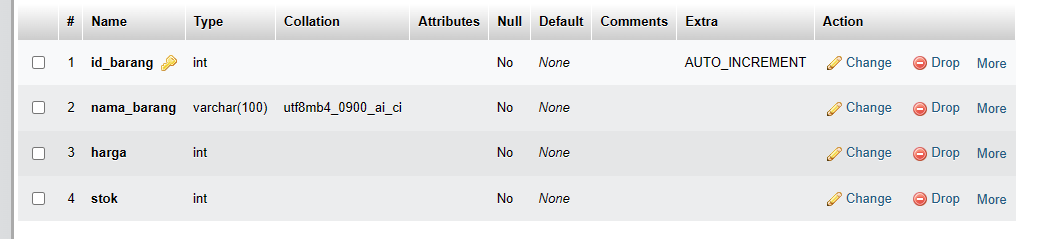 # Name Type Collation Attributes Null Default Comments Extra Action
1 id_barang int No None AUTO_INCREMENT Change Drop More
2 nama_barang varchar(100) utf8mb4_0900_ai_ci No None Change Drop More
3 harga int No None Change Drop More
4 stok int No None Change Drop More